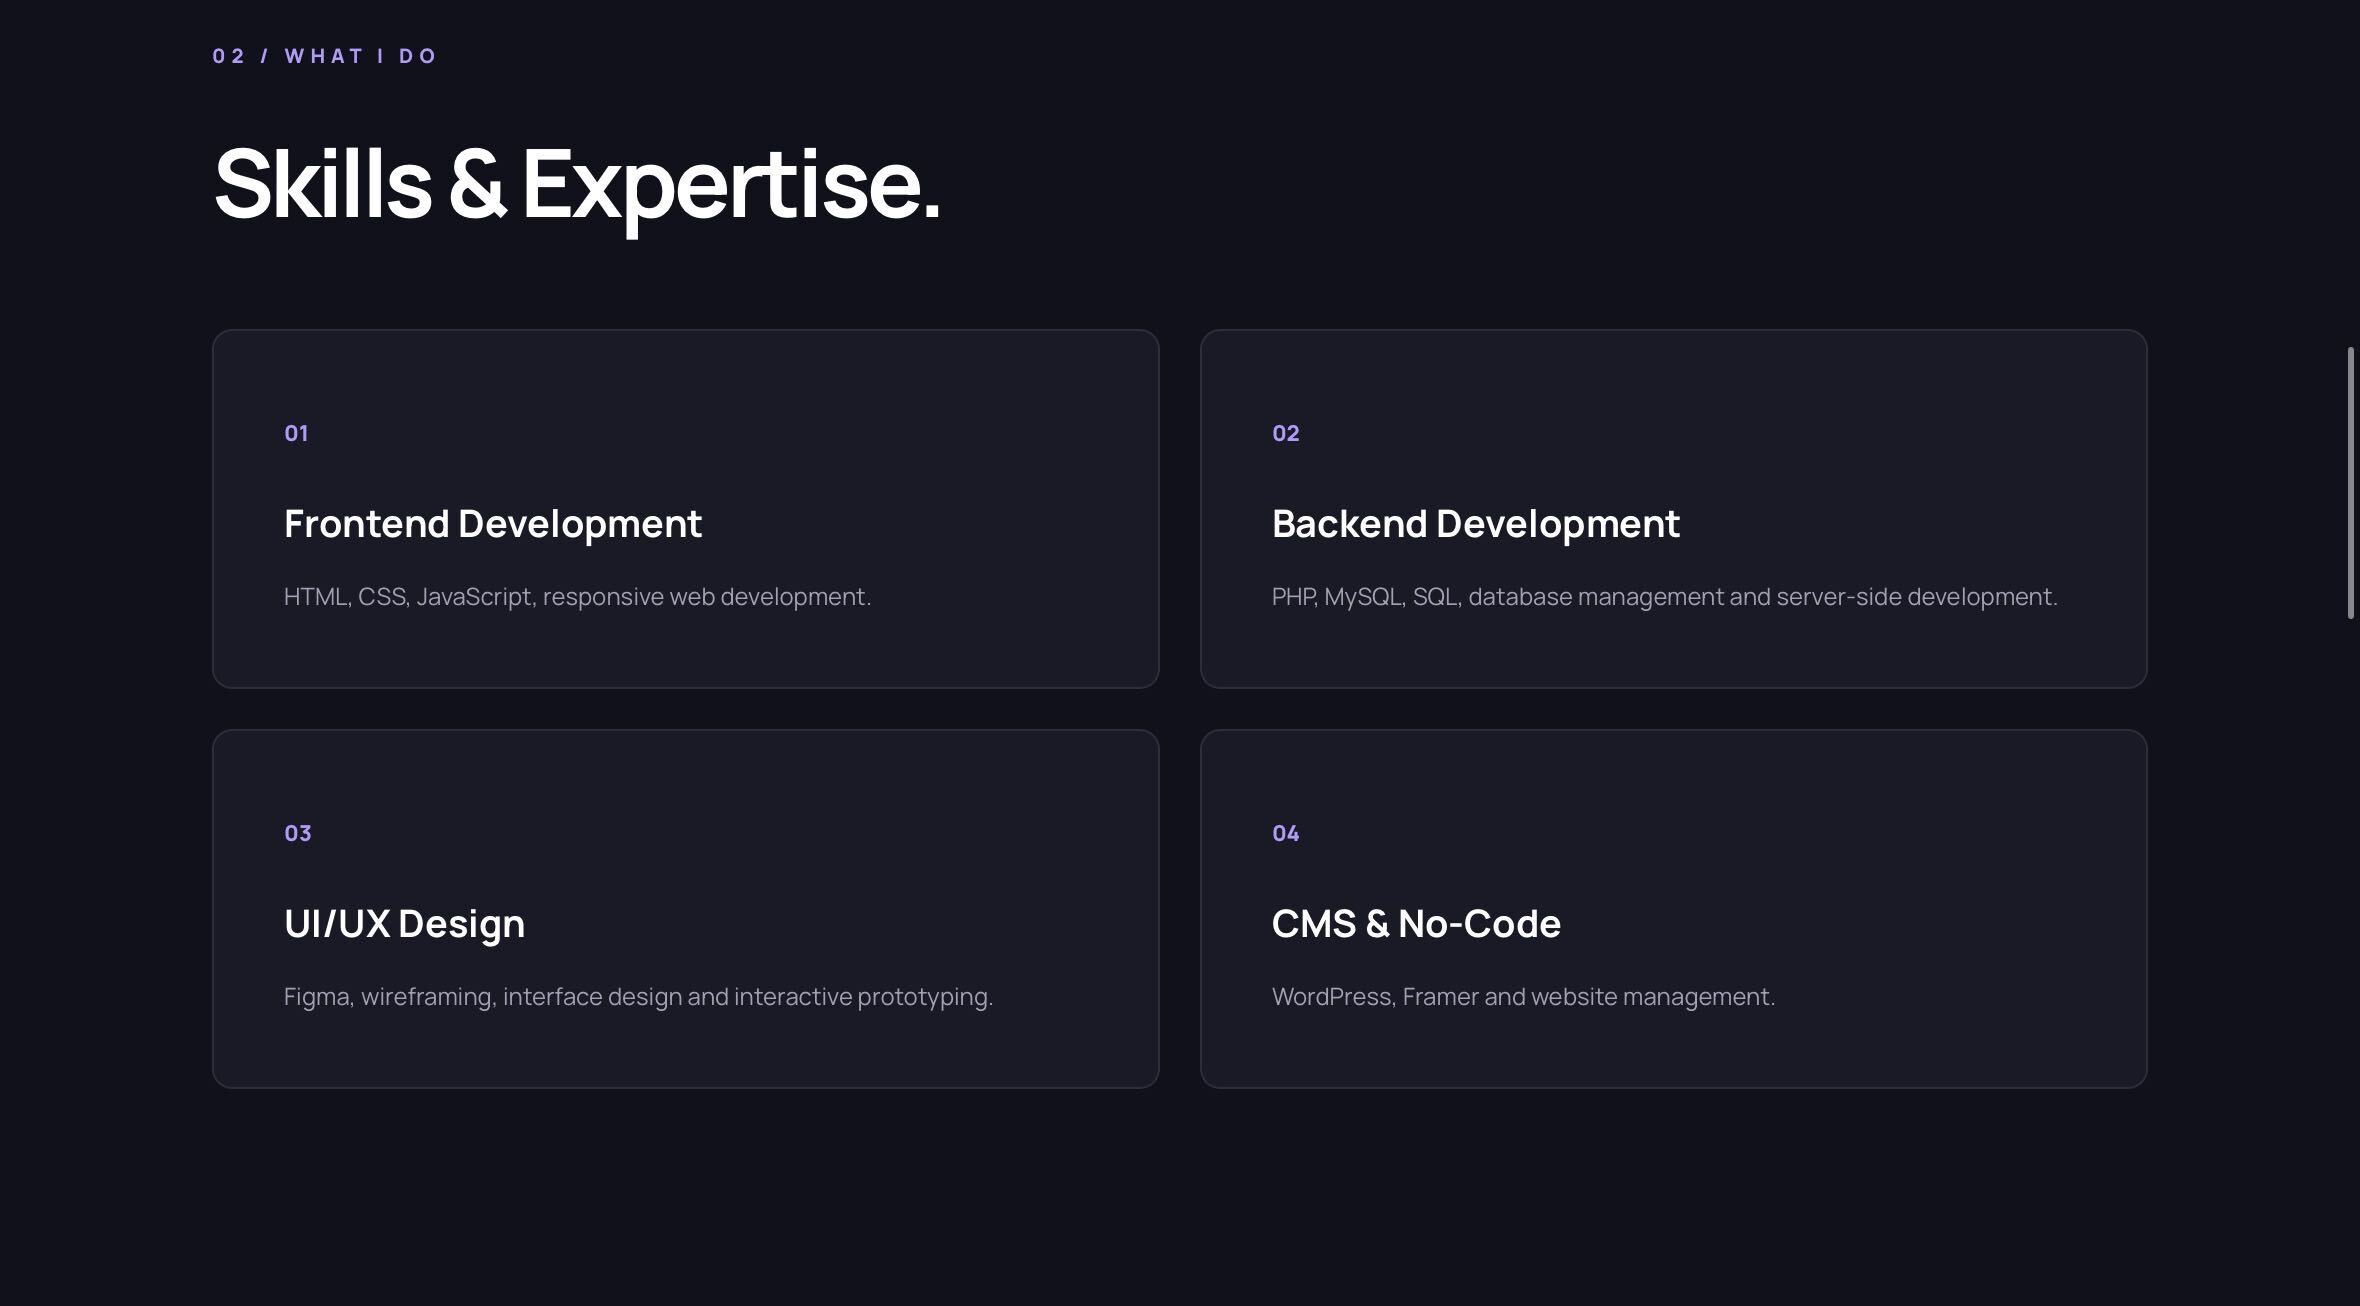 02 / WHAT I DO
Skills & Expertise.
01
Frontend Development
HTML, CSS, JavaScript, responsive web development.
02
Backend Development
PHP, MySQL, SQL, database management and server-side development.
03
UI/UX Design
Figma, wireframing, interface design and interactive prototyping.
04
CMS & No-Code
WordPress, Framer and website management.